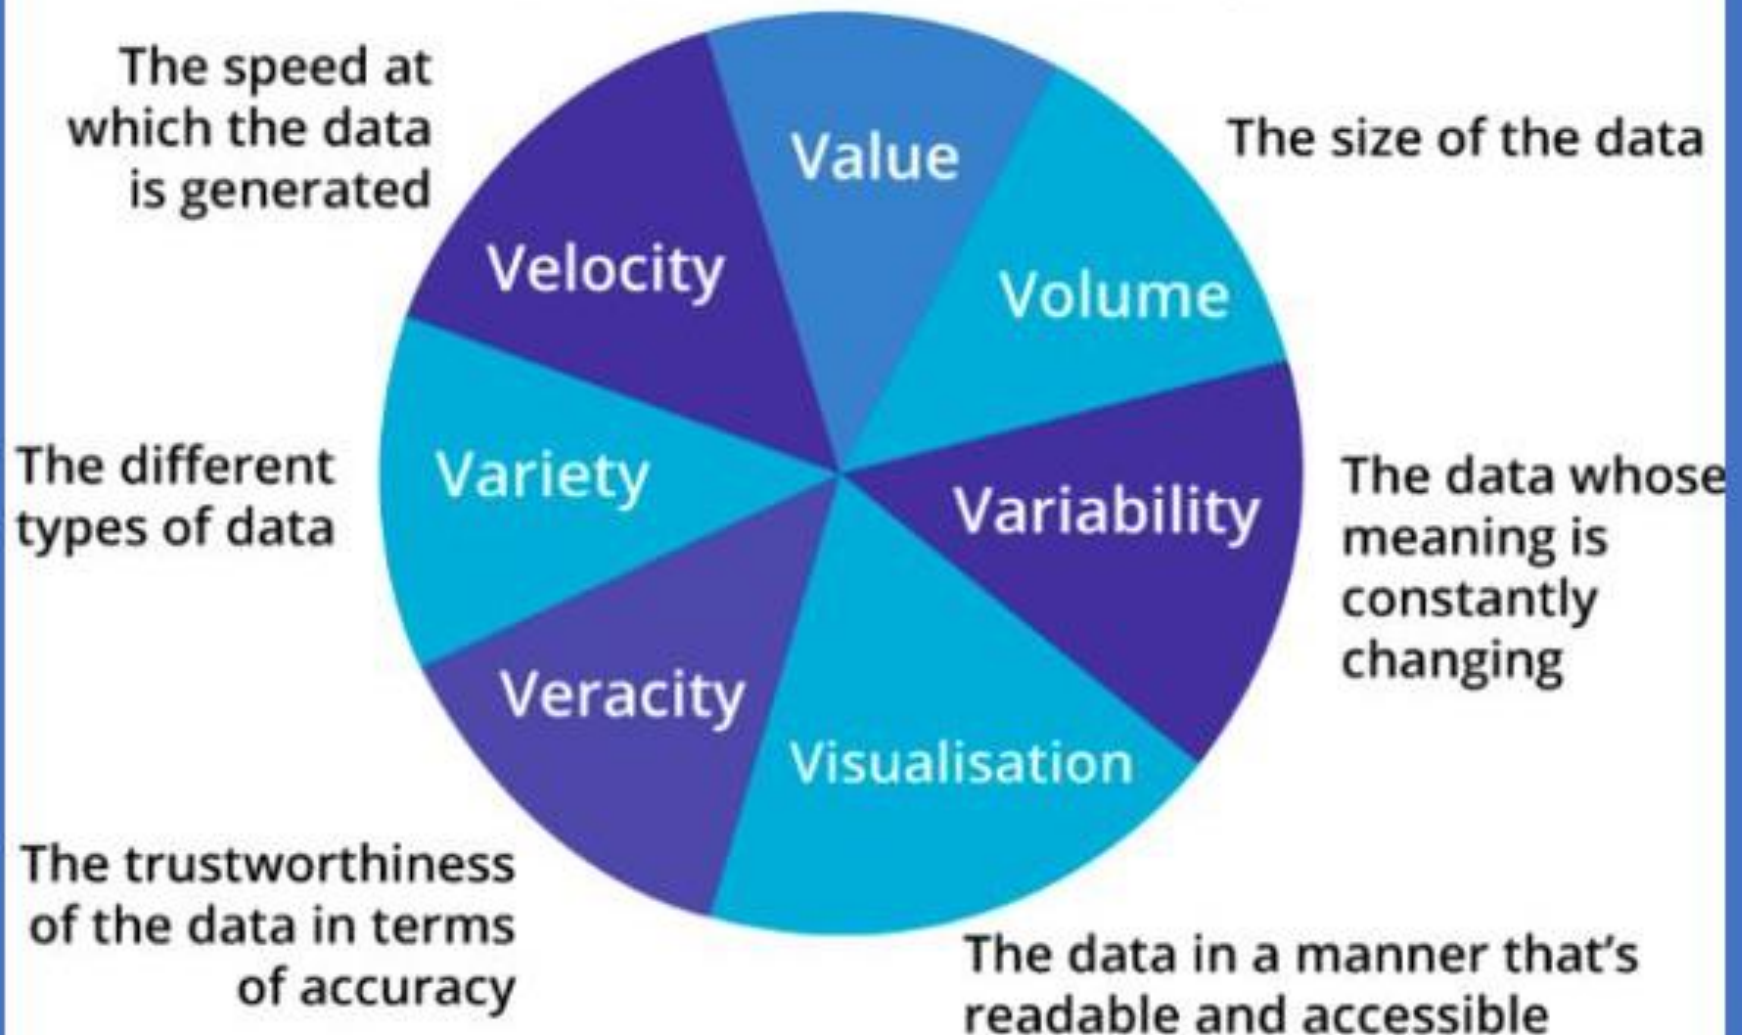 The speed at
which the data
is generated
Value
The size of the data
Velocity
Volume
The different
types of data
Variety
Variability
The data whose
meaning is
constantly
changing
Veracity
Visualisation
The trustworthiness
of the data in terms
of accuracy
The data in a manner that’s
readable and accessible